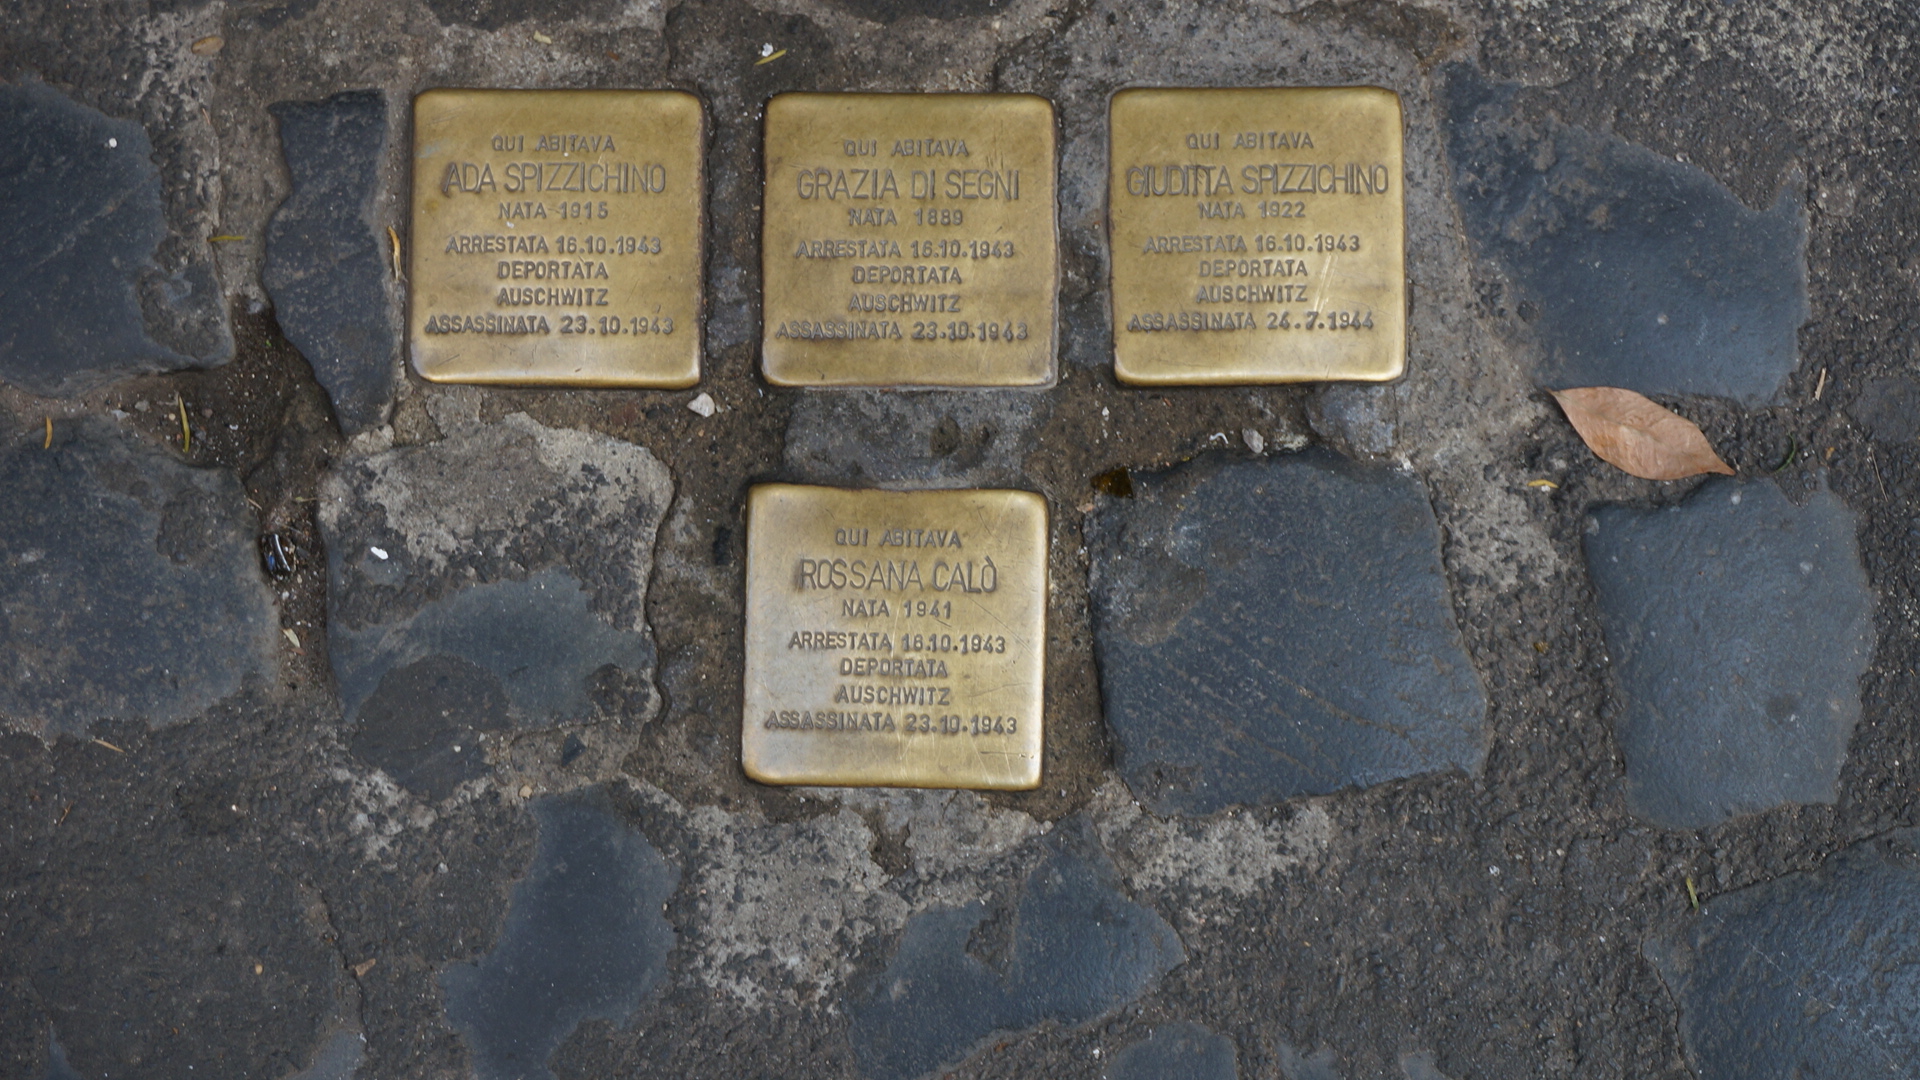 QUI ABITAVA
ADA SPIZZICHINO
NATA 1915
ARRESTATA 16.10.1943
DEPORTATA
AUSCHWITZ
ASSASSINATA 23.10.1943
QUI ABITAVA
GRAZIA DI SEGNI
NATA 1889
ARRESTATA 16.10.1943
DEPORTATA
AUSCHWITZ
ASSASSINATA 23.10.1943
QUI ABITAVA
GIUDITTA SPIZZICHINO
NATA 1922
ARRESTATA 16.10.1943
DEPORTATA
AUSCHWITZ
ASSASSINATA 24.7.1944
QUI ABITAVA
ROSSANA CALÒ
NATA 1941
ARRESTATA 16.10.1943
DEPORTATA
AUSCHWITZ
ASSASSINATA 23.10.1943